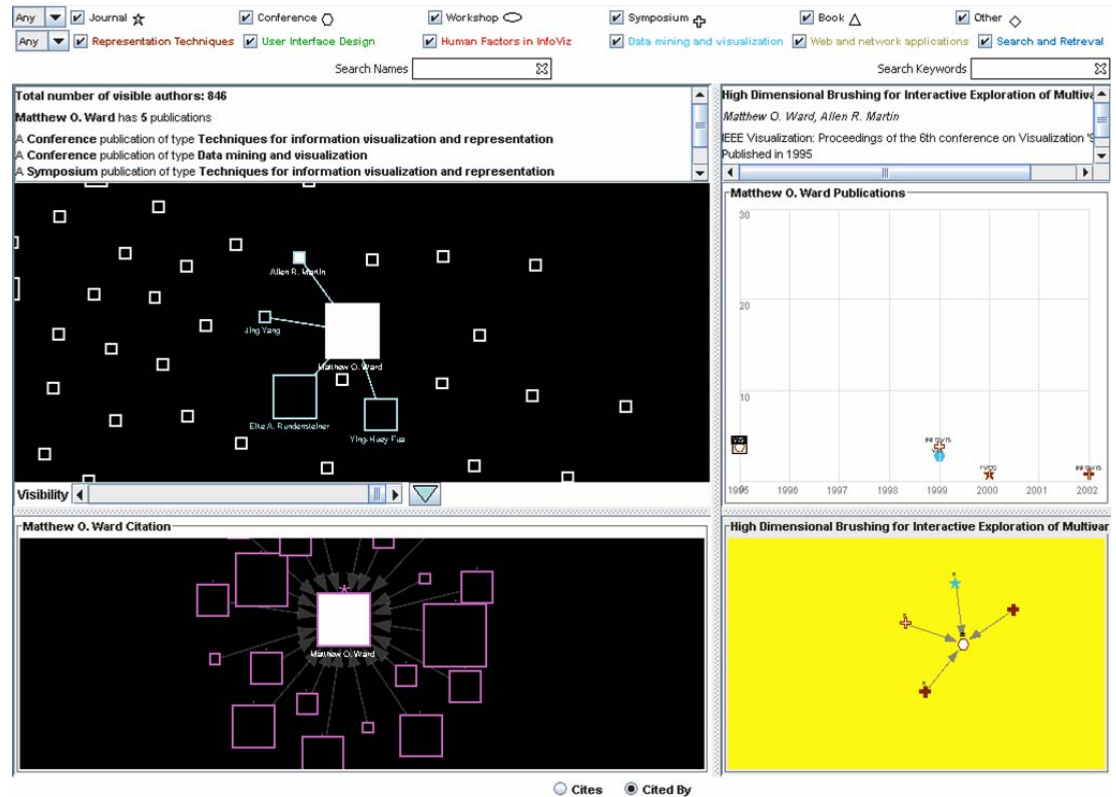 Any Journal Conference Workshop Symposium Book Other
Any Representation Techniques User Interface Design Human Factors in InfoViz Data mining and visualization Web and network applications Search and Retreval
Search Names Search Keywords
Total number of visible authors: 846
Matthew O. Ward has 5 publications
A Conference publication of type Techniques for information visualization and representation
A Conference publication of type Data mining and visualization
A Symposium publication of type Techniques for information visualization and representation
High Dimensional Brushing for Interactive Exploration of Multiva
Matthew O. Ward, Allen R. Martin
IEEE Visualization: Proceedings of the 6th conference on Visualization
Published in 1995
Allen R. Martin
Jing Yang
Matthew O. Ward
Elke A. Rundensteiner
Ying-Huey Fua
Visibility
Matthew O. Ward Publications
30
20
10
1995 1996 1997 1998 1999 2000 2001 2002
Matthew O. Ward Citation
Matthew O. Ward
High Dimensional Brushing for Interactive Exploration of Multivar
Cites Cited By